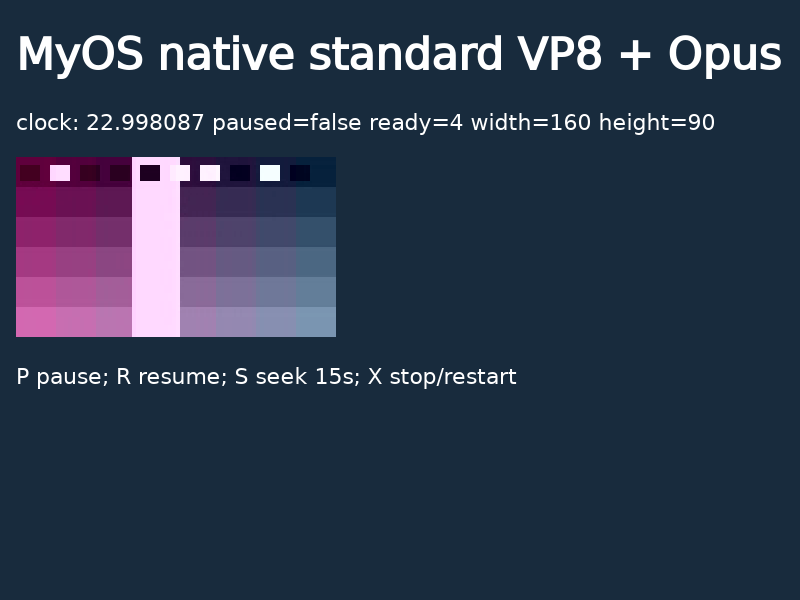 MyOS native standard VP8 + Opus
clock: 22.998087 paused=false ready=4 width=160 height=90
P pause; R resume; S seek 15s; X stop/restart